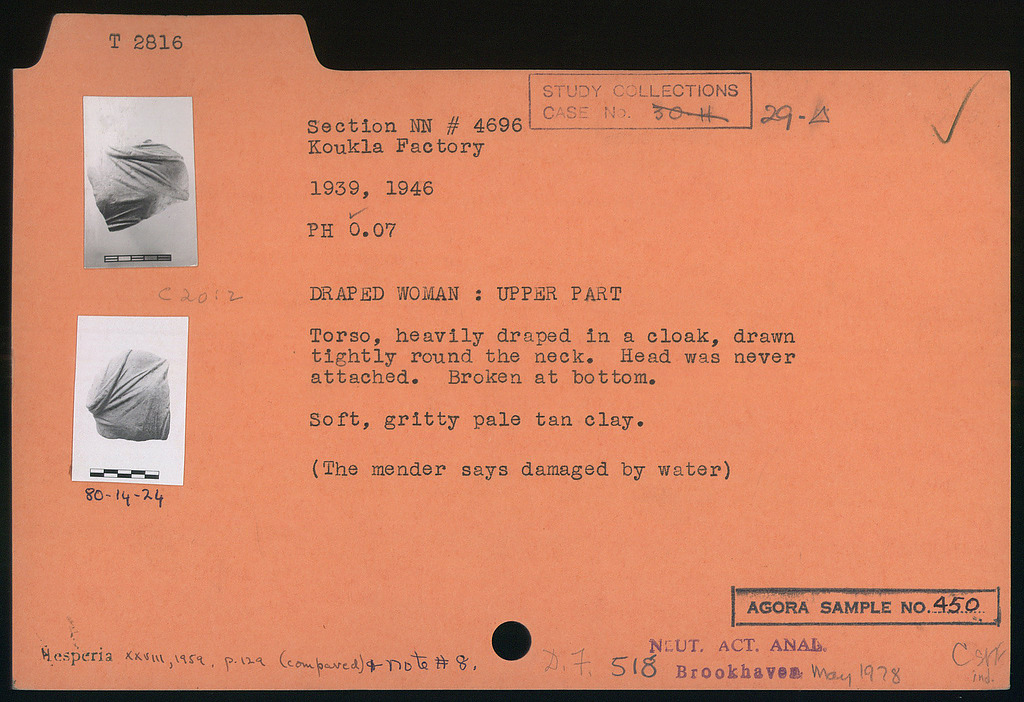 T 2816
STUDY COLLECTIONS
CASE No. 30-H 29-Δ
Section NN # 4696
Koukla Factory
1939, 1946
PH 0.07
C 2012
DRAPED WOMAN : UPPER PART
Torso, heavily draped in a cloak, drawn
tightly round the neck. Head was never
attached. Broken at bottom.
Soft, gritty pale tan clay.
(The mender says damaged by water)
80-14-24
AGORA SAMPLE NO. 450
Hesperia XXVIII, 1959, p. 129 (compared) & note # 8.
D.7. 518
NEUT. ACT. ANAL.
Brookhaven May 1978
ind.